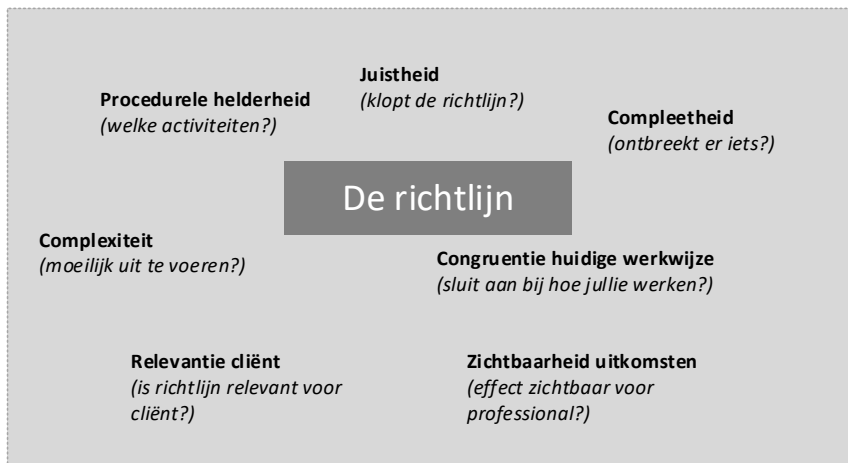 Juistheid
(klopt de richtlijn?)
Procedurele helderheid
(welke activiteiten?)
Compleetheid
(ontbreekt er iets?)
De richtlijn
Complexiteit
(moeilijk uit te voeren?)
Congruentie huidige werkwijze
(sluit aan bij hoe jullie werken?)
Relevantie cliënt
(is richtlijn relevant voor
cliënt?)
Zichtbaarheid uitkomsten
(effect zichtbaar voor
professional?)